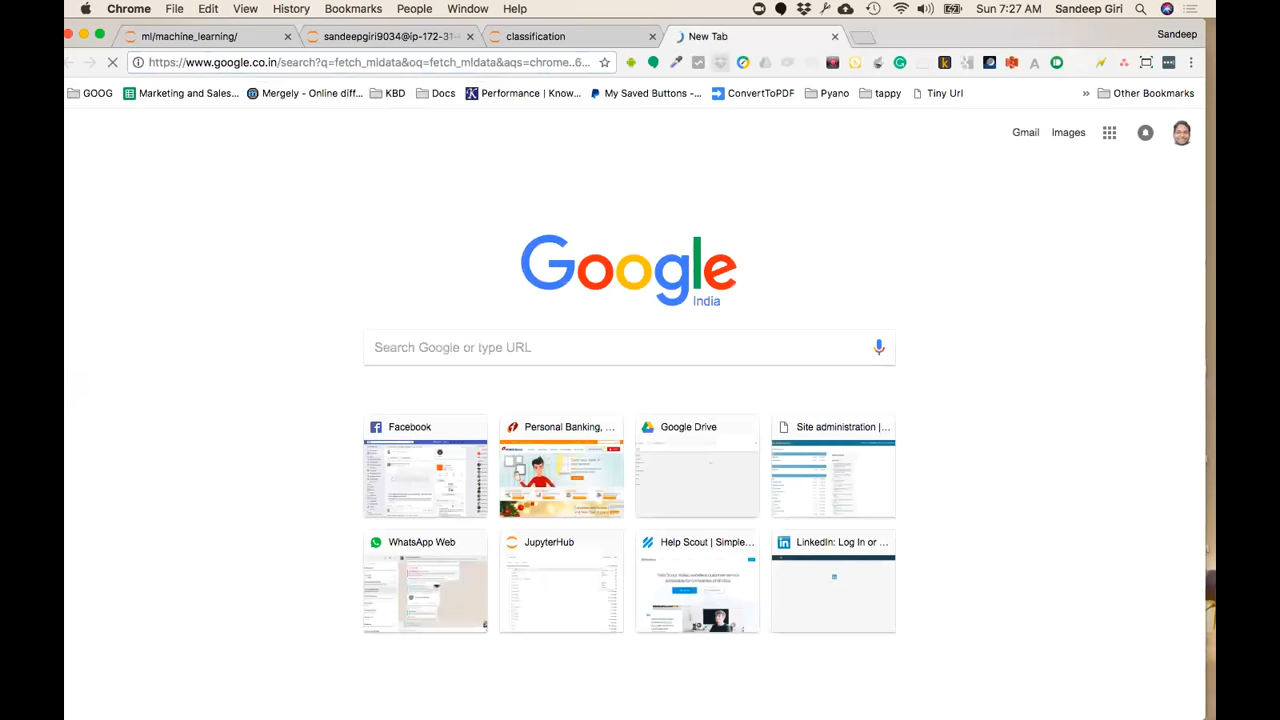 Chrome File Edit View History Bookmarks People Window Help Sun 7:27 AM Sandeep Giri
ml/machine_learning/ sandeepgiri9034@ip-172-31- classification New Tab Sandeep
https://www.google.co.in/search?q=fetch_mldata&oq=fetch_mldata&aqs=chrome..6...
GOOG Marketing and Sales... Mergely - Online diff... KBD Docs Performance | Know... My Saved Buttons -... ConvertToPDF Pyano tappy Tiny Url » Other Bookmarks
Gmail Images
Google
India
Search Google or type URL
Facebook Personal Banking, ... Google Drive Site administration |...
WhatsApp Web JupyterHub Help Scout | Simple... LinkedIn: Log In or ...